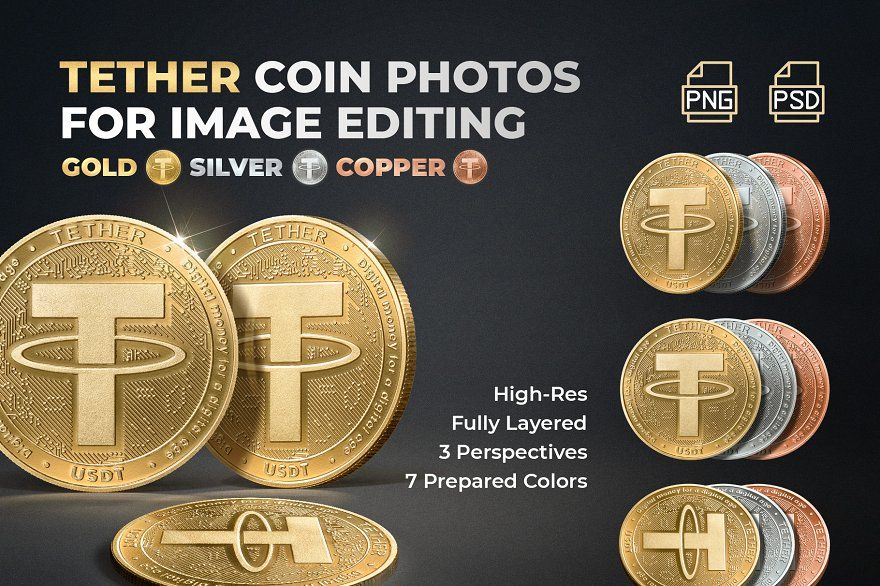 TETHER COIN PHOTOS
FOR IMAGE EDITING
GOLD SILVER COPPER
PNG
PSD
TETHER
USDT
TETHER
Digital money for a digital age
USDT
High-Res
Fully Layered
3 Perspectives
7 Prepared Colors
TETHER
USDT
TETHER
USDT